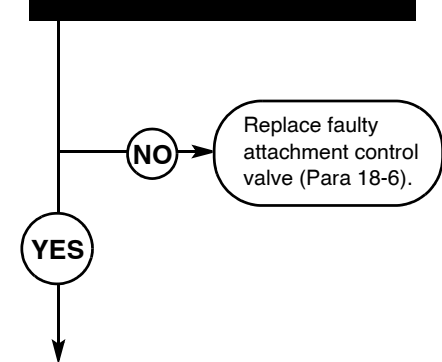 NO
Replace faulty
attachment control
valve (Para 18-6).
YES